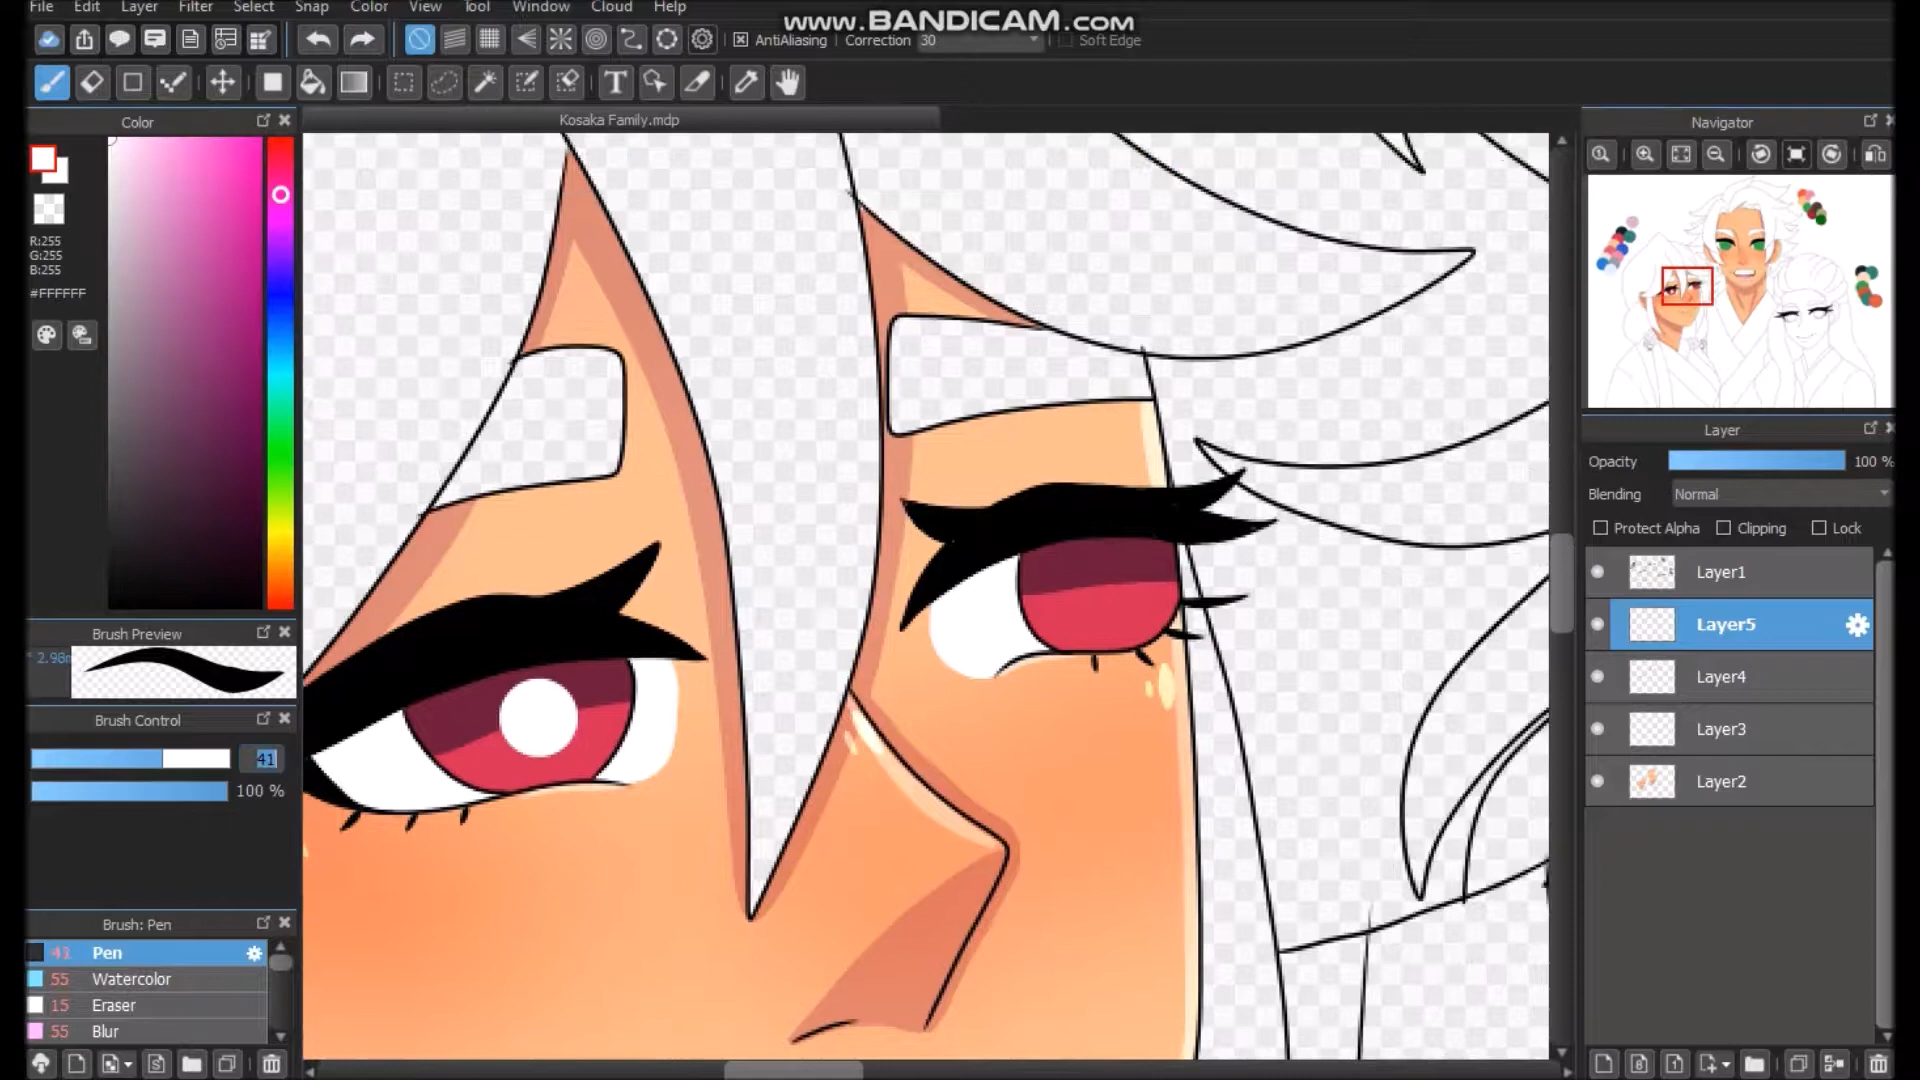 File Edit Layer Filter Select Snap Color View Tool Window Cloud Help
www.BANDICAM.com
AntiAliasing Correction 30 Soft Edge
Color
Kosaka Family.mdp
Navigator
R:255
G:255
B:255
#FFFFFF
Layer
Opacity 100 %
Blending Normal
Protect Alpha Clipping Lock
Layer1
Layer5
Layer4
Layer3
Layer2
Brush Preview
Brush Control
41
100 %
Brush: Pen
41 Pen
55 Watercolor
15 Eraser
55 Blur